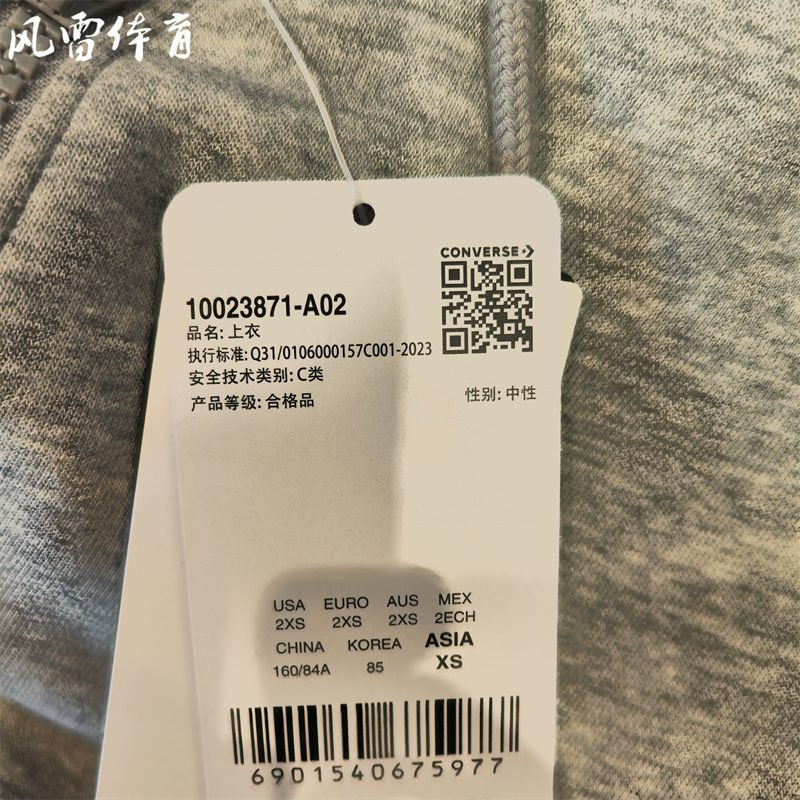 风雷体育
CONVERSE
10023871-A02
品名: 上衣
执行标准: Q31/0106000157C001-2023
安全技术类别: C类
产品等级: 合格品
性别: 中性
USA EURO AUS MEX
2XS 2XS 2XS 2ECH
CHINA KOREA ASIA
160/84A 85 XS
6901540675977